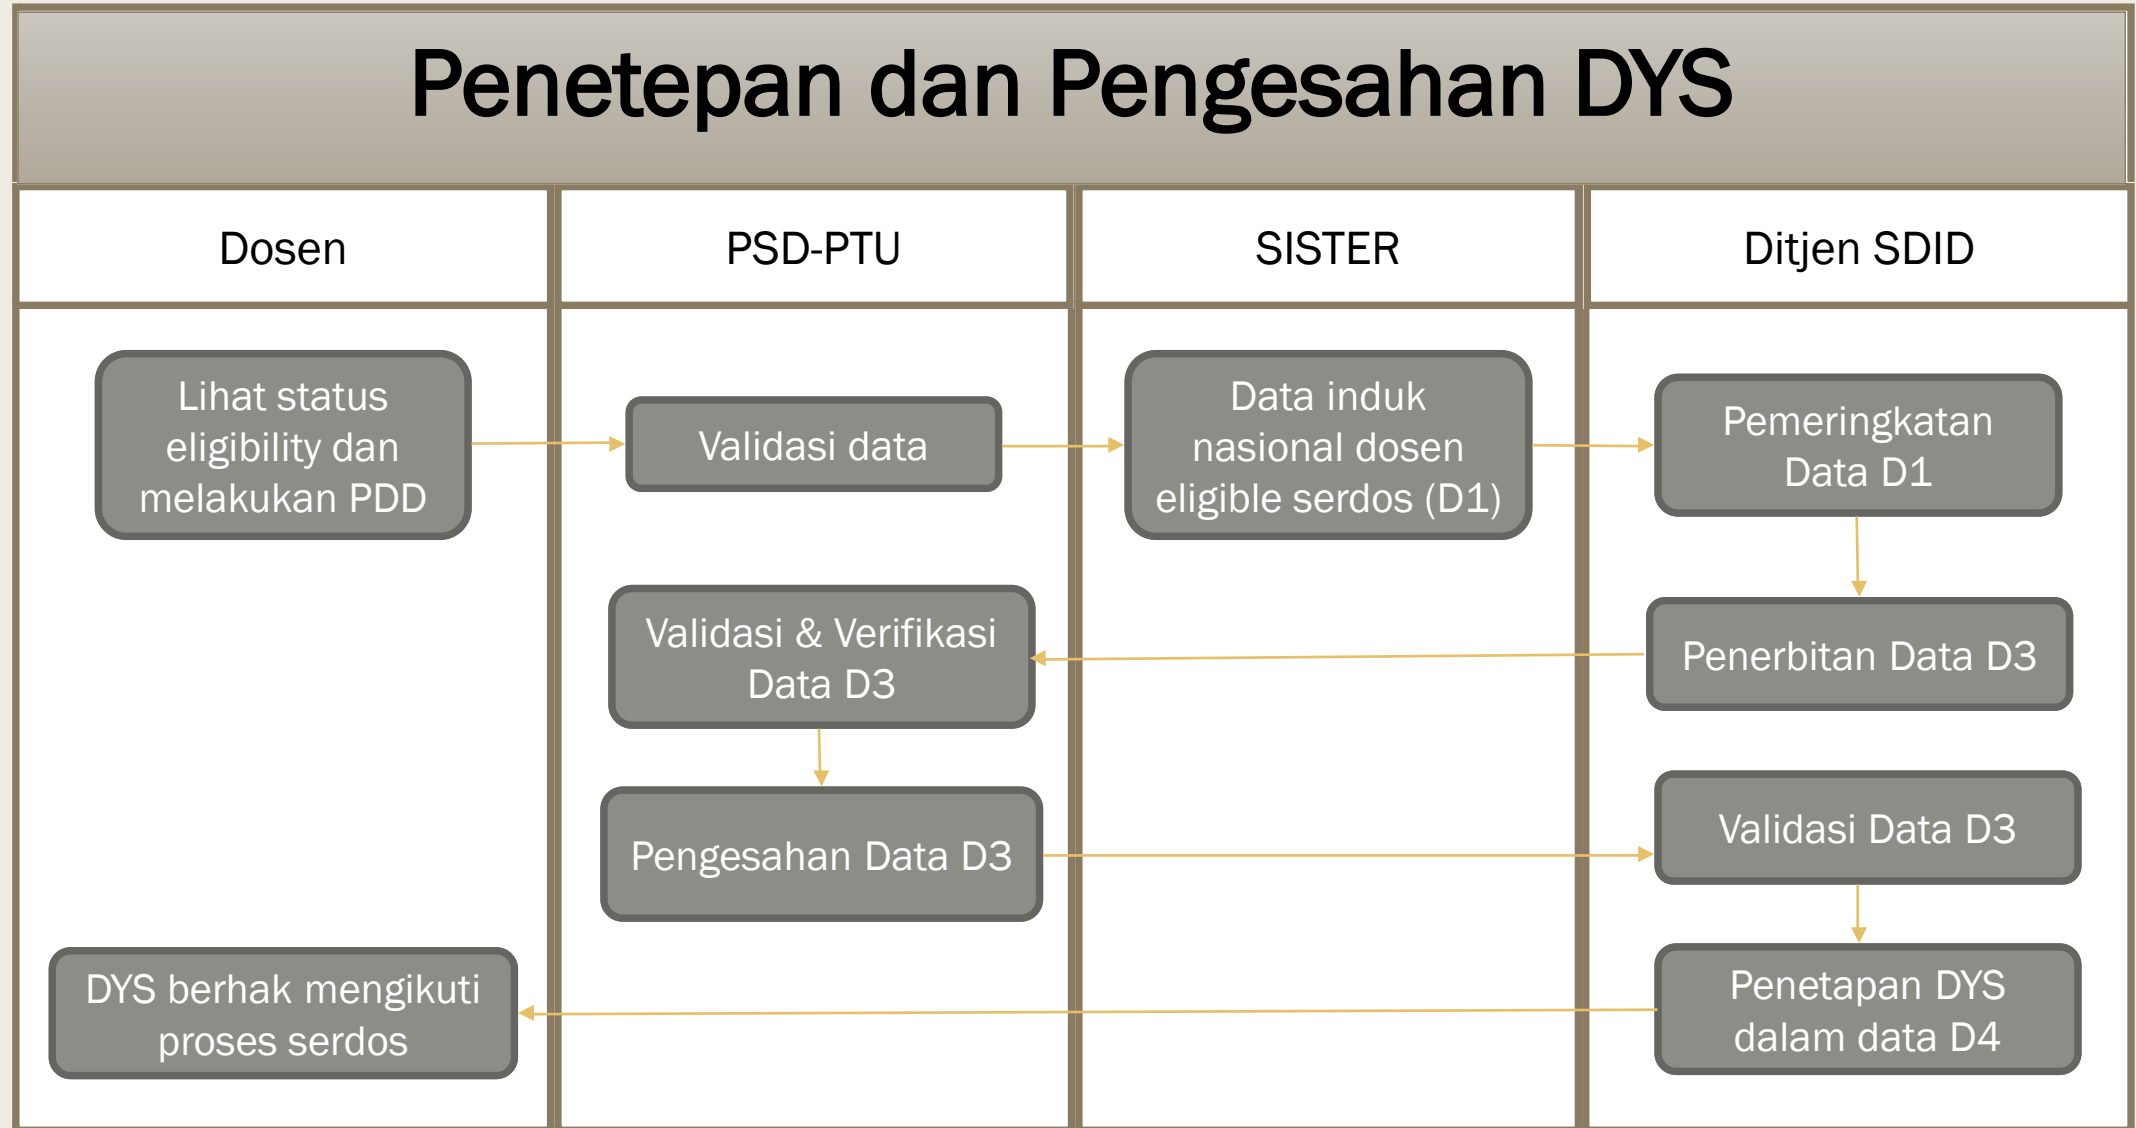 Penetepan dan Pengesahan DYS
Dosen
PSD-PTU
SISTER
Ditjen SDID
Lihat status
eligibility dan
melakukan PDD
Validasi data
Data induk
nasional dosen
eligible serdos (D1)
Pemeringkatan
Data D1
Validasi & Verifikasi
Data D3
Penerbitan Data D3
Pengesahan Data D3
Validasi Data D3
DYS berhak mengikuti
proses serdos
Penetapan DYS
dalam data D4